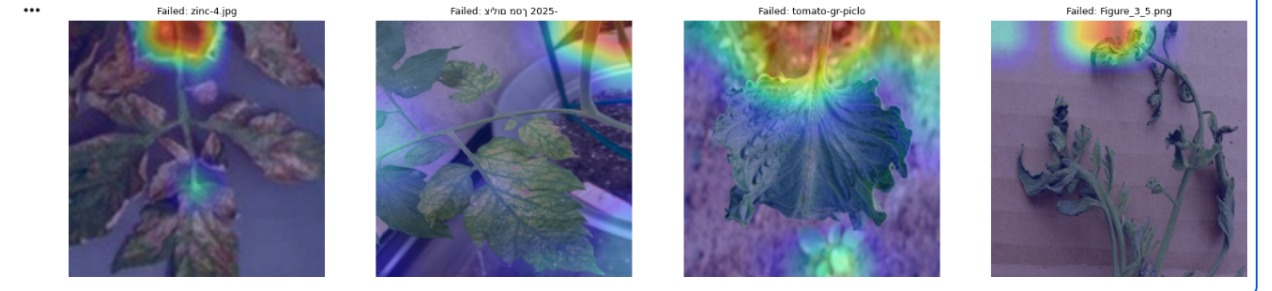 Failed: zinc-4.jpg
Failed: צילום מסך 2025-
Failed: tomato-gr-piclo
Failed: Figure_3_5.png